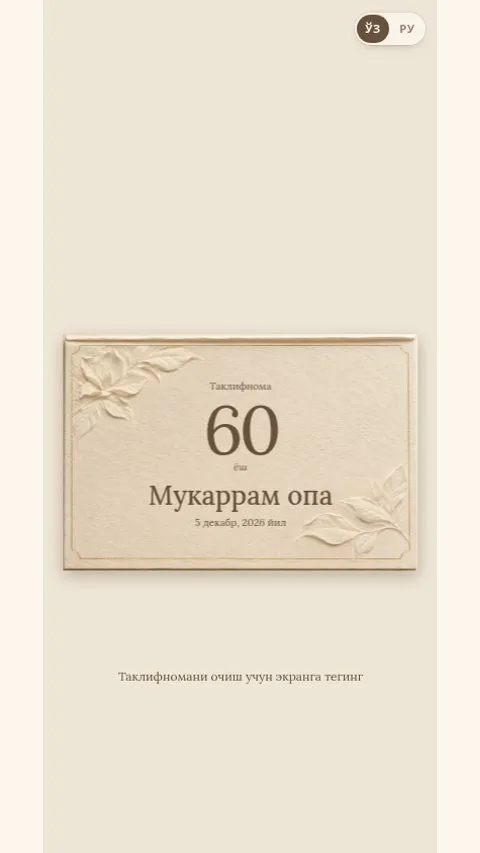 ЎЗ РУ
Таклифнома
60
ёш
Мукаррам опа
5 декабр, 2026 йил
Таклифномани очиш учун экранга тегинг